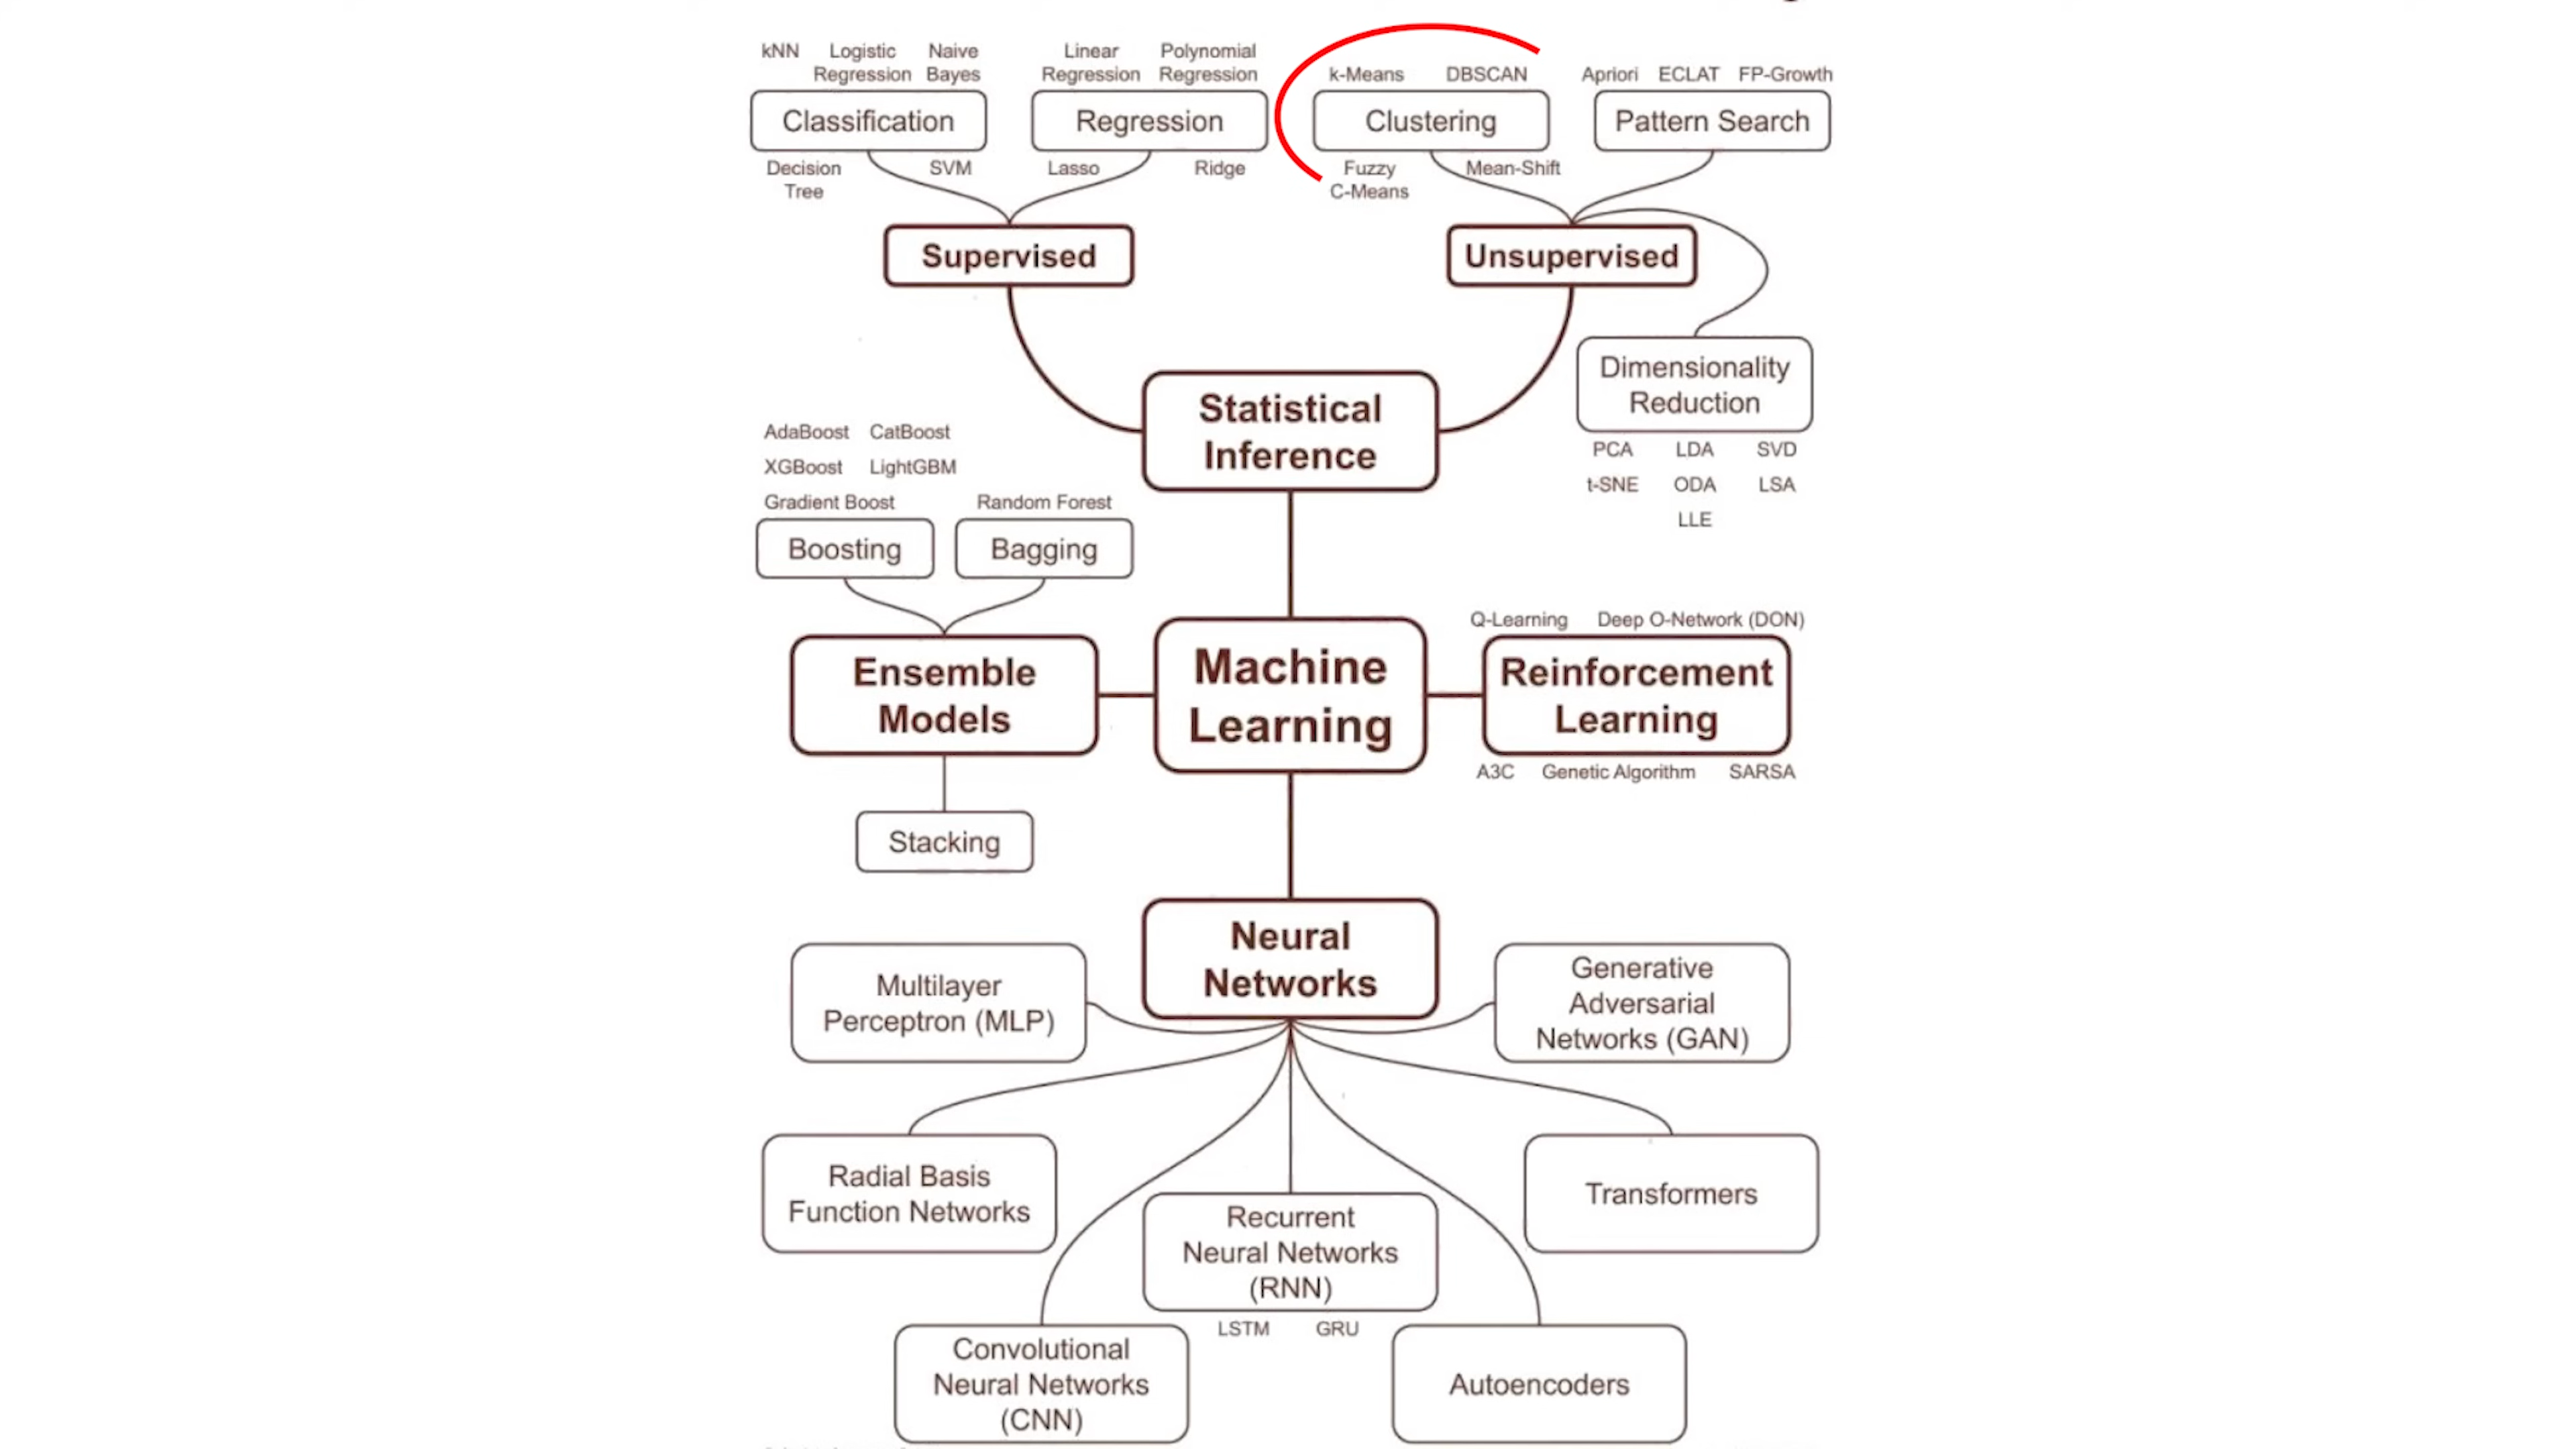 kNN Logistic Regression Naive Bayes
Classification
Decision Tree SVM
Linear Regression Polynomial Regression
Regression
Lasso Ridge
k-Means DBSCAN
Clustering
Fuzzy C-Means Mean-Shift
Apriori ECLAT FP-Growth
Pattern Search
Supervised
Unsupervised
Statistical
Inference
Dimensionality
Reduction
PCA LDA SVD
t-SNE ODA LSA
LLE
AdaBoost CatBoost
XGBoost LightGBM
Gradient Boost
Boosting
Random Forest
Bagging
Ensemble
Models
Stacking
Machine
Learning
Q-Learning Deep O-Network (DON)
Reinforcement
Learning
A3C Genetic Algorithm SARSA
Neural
Networks
Multilayer
Perceptron (MLP)
Generative
Adversarial
Networks (GAN)
Radial Basis
Function Networks
Recurrent
Neural Networks
(RNN)
LSTM GRU
Transformers
Convolutional
Neural Networks
(CNN)
Autoencoders